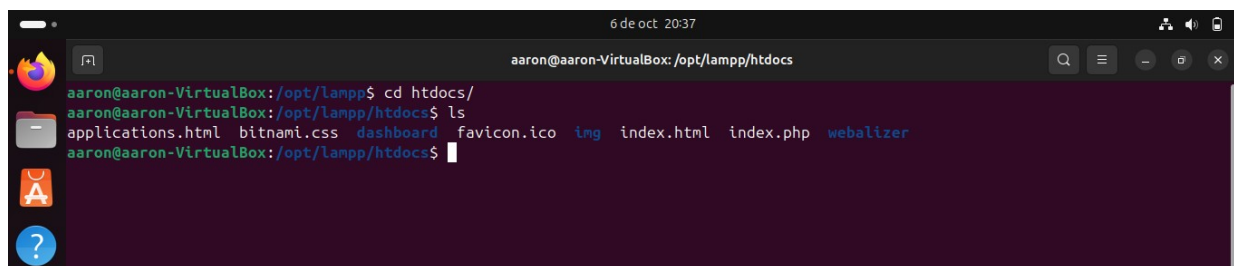 6 de oct 20:37
aaron@aaron-VirtualBox: /opt/lampp/htdocs
aaron@aaron-VirtualBox:/opt/lampp$ cd htdocs/
aaron@aaron-VirtualBox:/opt/lampp/htdocs$ ls
applications.html bitnami.css dashboard favicon.ico img index.html index.php webalizer
aaron@aaron-VirtualBox:/opt/lampp/htdocs$